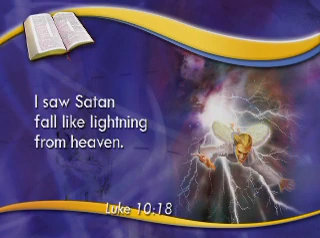 I saw Satan
fall like lightning
from heaven.
Luke 10:18